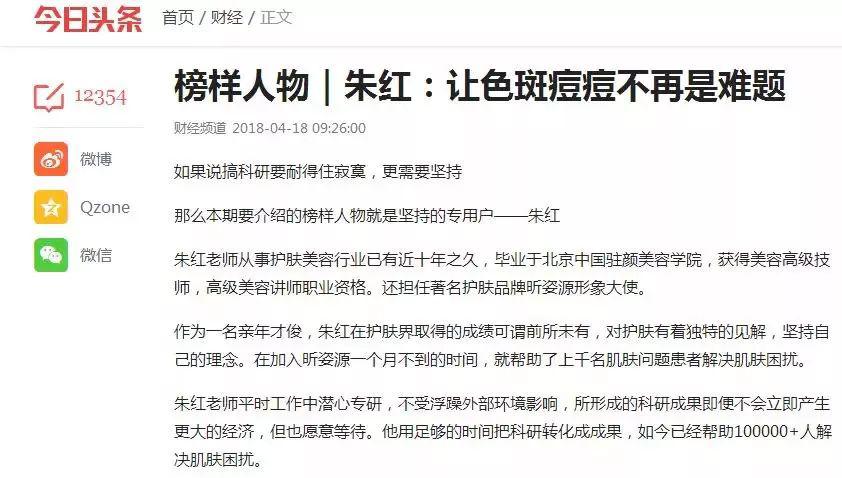 今日头条 首页 / 财经 / 正文
榜样人物｜朱红：让色斑痘痘不再是难题
12354
财经频道 2018-04-18 09:26:00
微博
Qzone
微信
如果说搞科研要耐得住寂寞，更需要坚持
那么本期要介绍的榜样人物就是坚持的专用户——朱红
朱红老师从事护肤美容行业已有近十年之久，毕业于北京中国驻颜美容学院，获得美容高级技
师，高级美容讲师职业资格。还担任著名护肤品牌昕姿源形象大使。
作为一名亲年才俊，朱红在护肤界取得的成绩可谓前所未有，对护肤有着独特的见解，坚持自
己的理念。在加入昕姿源一个月不到的时间，就帮助了上千名肌肤问题患者解决肌肤困扰。
朱红老师平时工作中潜心专研，不受浮躁外部环境影响，所形成的科研成果即便不会立即产生
更大的经济，但也愿意等待。他用足够的时间把科研转化成成果，如今已经帮助100000+人解
决肌肤困扰。